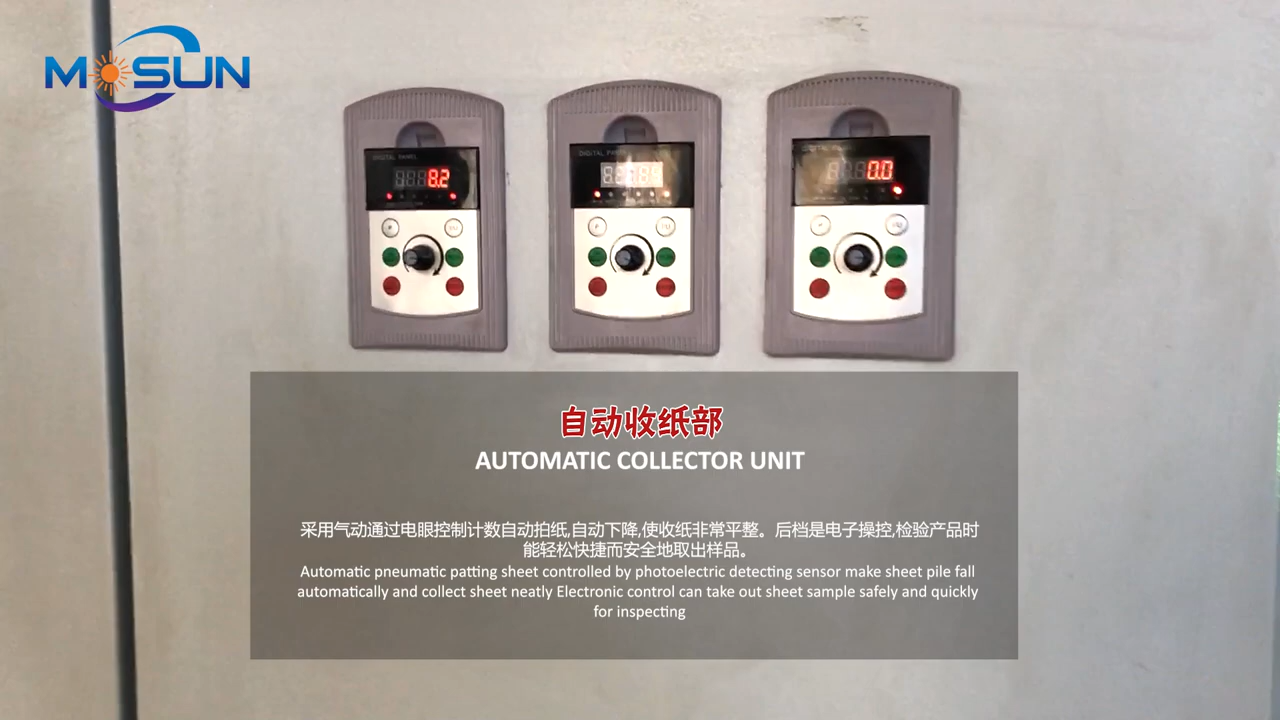 MOSUN
DIGITAL PANEL
8.2
0.0
自动收纸部
AUTOMATIC COLLECTOR UNIT
采用气动通过电眼控制计数自动拍纸,自动下降,使收纸非常平整。后档是电子操控,检验产品时
能轻松快捷而安全地取出样品。
Automatic pneumatic patting sheet controlled by photoelectric detecting sensor make sheet pile fall
automatically and collect sheet neatly Electronic control can take out sheet sample safely and quickly
for inspecting